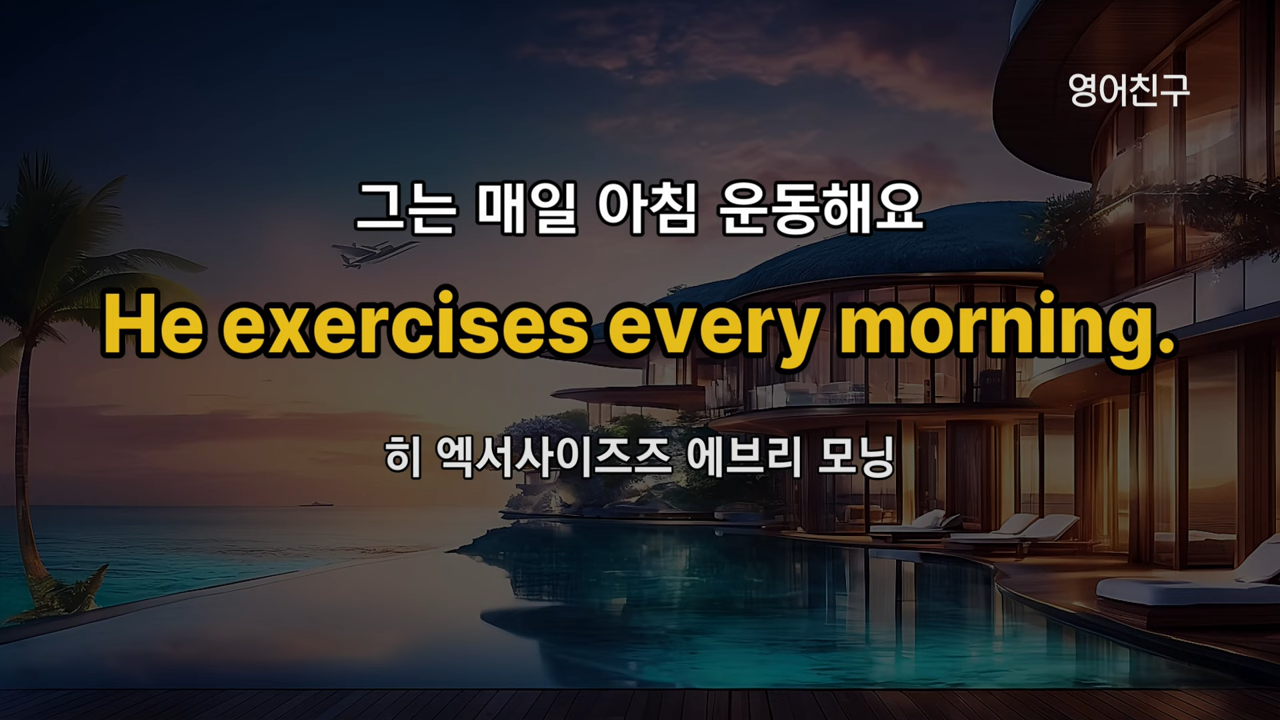 영어친구
그는 매일 아침 운동해요
He exercises every morning.
히 엑서사이즈즈 에브리 모닝